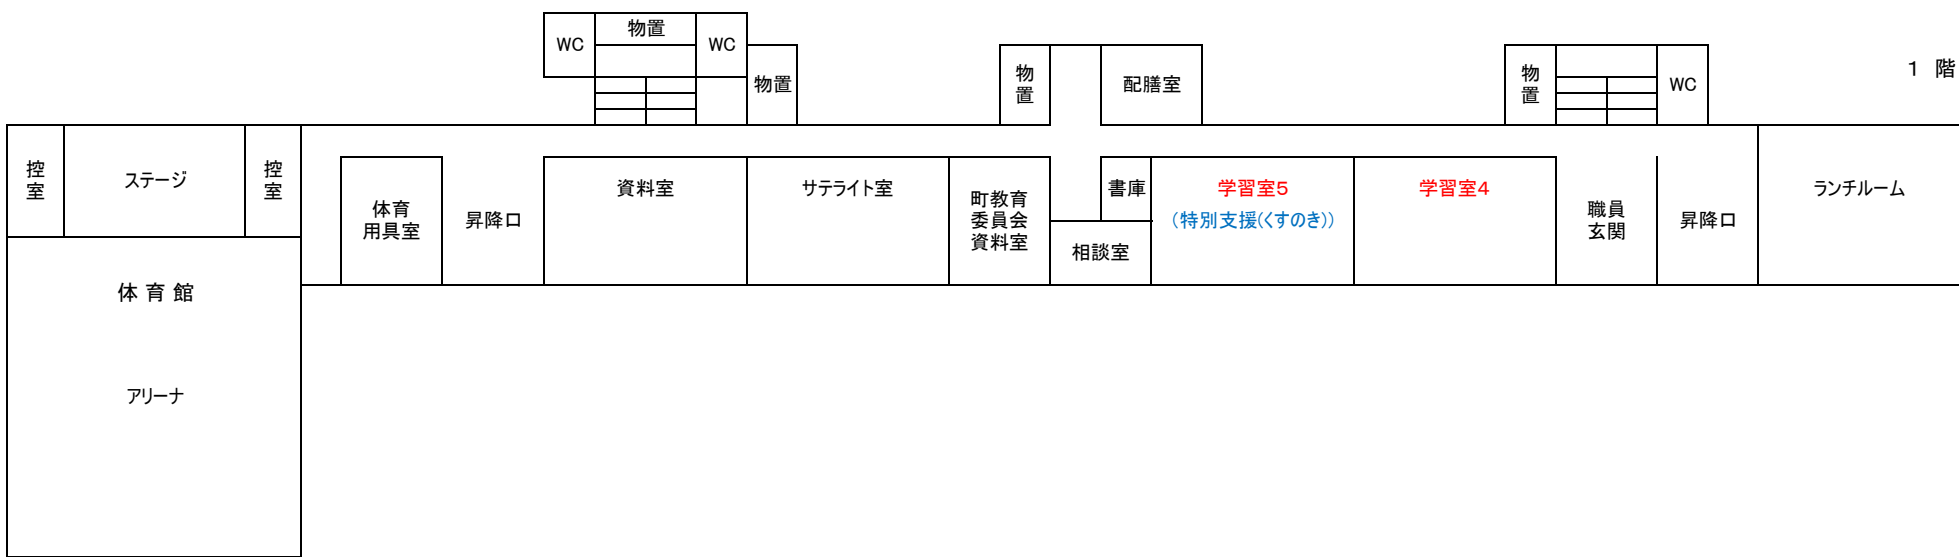 物置
WC
WC
物置
物
置
配膳室
物
置
WC
1 階
控
室
ステージ
控
室
体育
用具室
昇降口
資料室
サテライト室
町教育
委員会
資料室
書庫
相談室
学習室5
（特別支援(くすのき)）
学習室4
職員
玄関
昇降口
ランチルーム
体 育 館
アリーナ